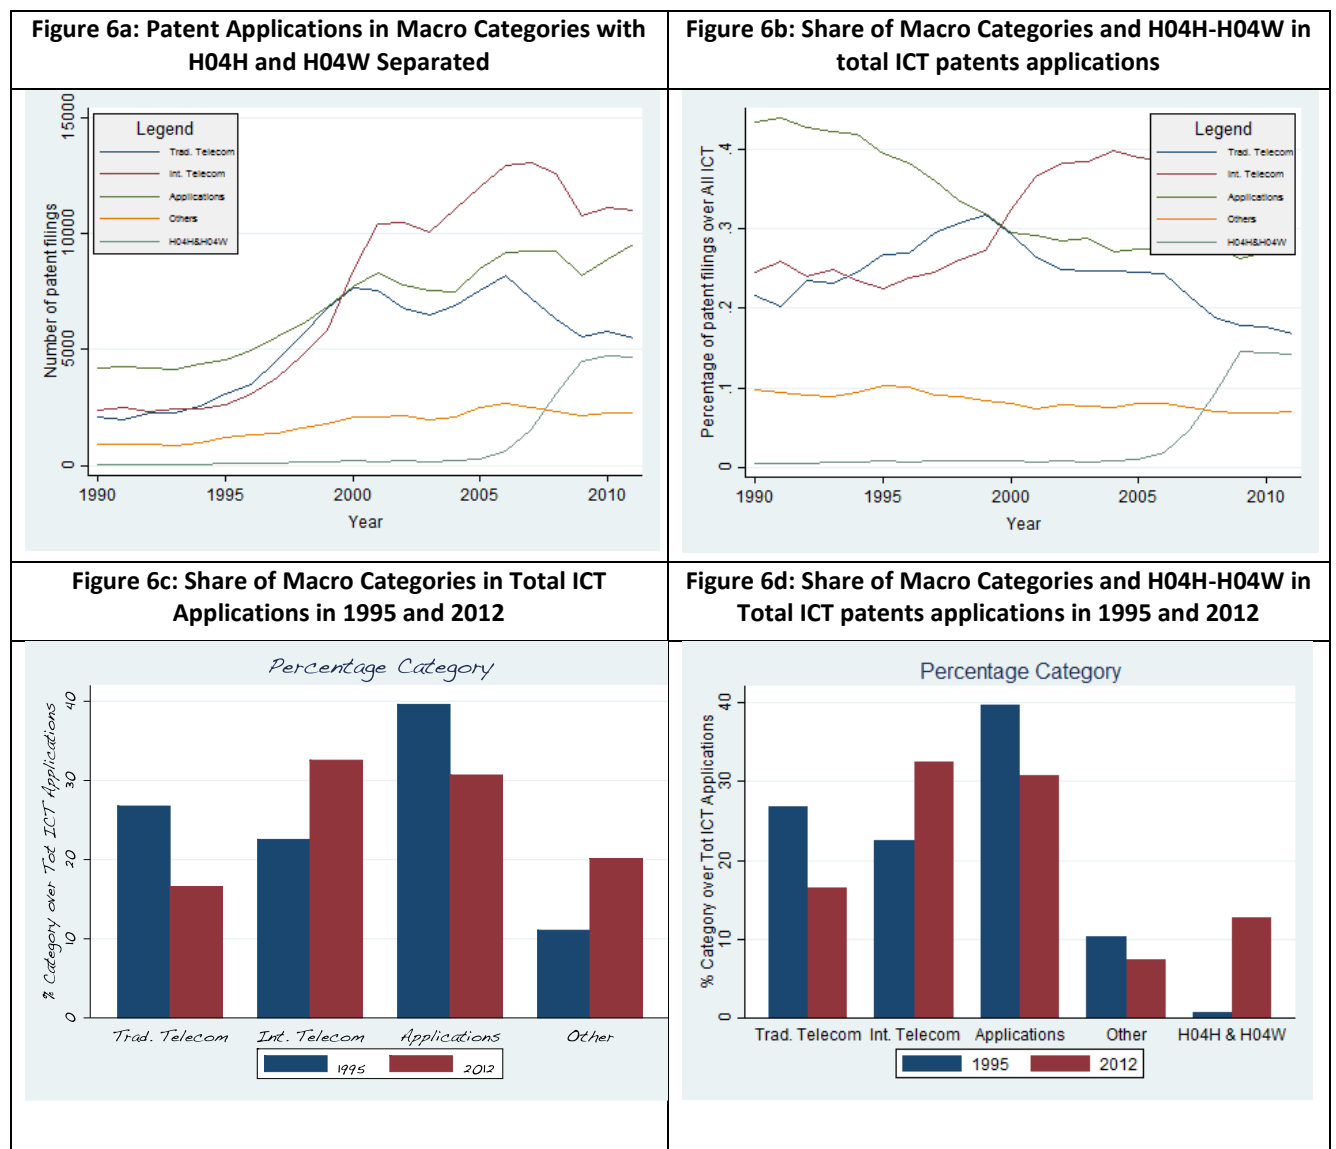 Figure 6a: Patent Applications in Macro Categories with
H04H and H04W Separated
Figure 6b: Share of Macro Categories and H04H-H04W in
total ICT patents applications
Number of patent filings
15000
10000
5000
0
Legend
Trad. Telecom
Int. Telecom
Applications
Others
H04H&H04W
1990
1995
2000
2005
2010
Year
Percentage of patent filings over All ICT
.4
.3
.2
.1
0
Legend
Trad. Telecom
Int. Telecom
Applications
Others
H04H&H04W
1990
1995
2000
2005
2010
Year
Figure 6c: Share of Macro Categories in Total ICT
Applications in 1995 and 2012
Figure 6d: Share of Macro Categories and H04H-H04W in
Total ICT patents applications in 1995 and 2012
Percentage Category
% Category over Tot ICT Applications
40
30
20
10
0
Trad. Telecom
Int. Telecom
Applications
Other
1995
2012
Percentage Category
% Category over Tot ICT Applications
40
30
20
10
0
Trad. Telecom
Int. Telecom
Applications
Other
H04H & H04W
1995
2012